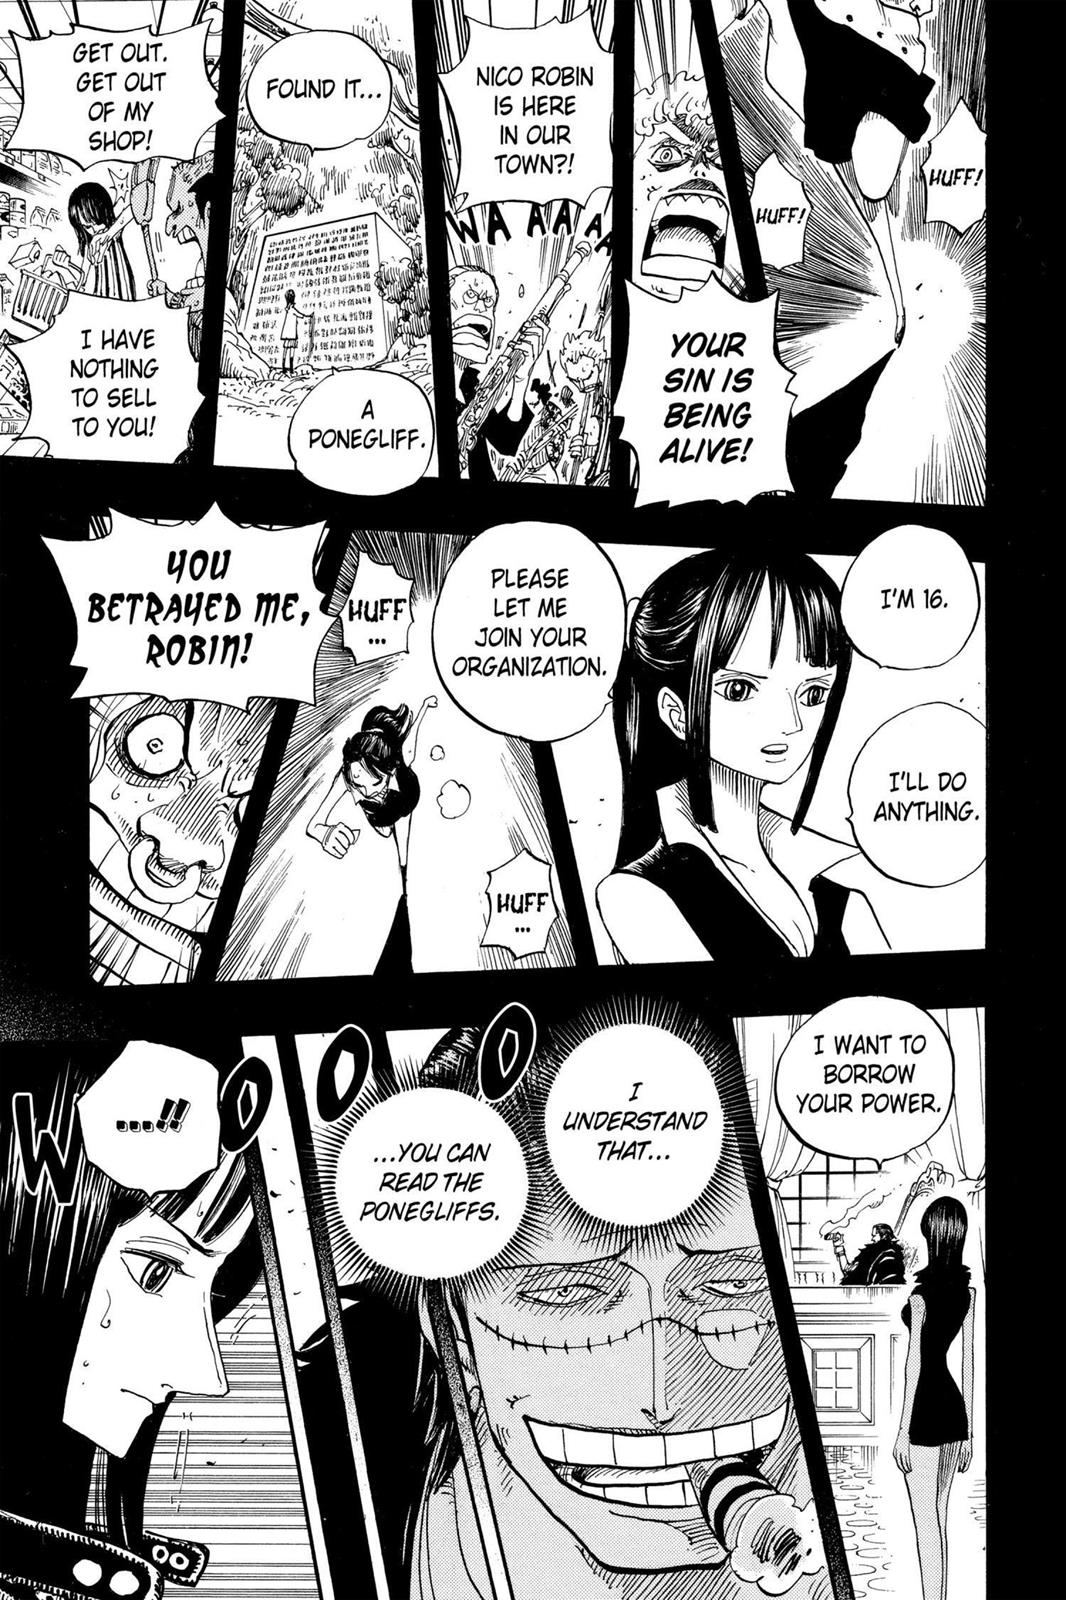 HUFF!
HUFF!
YOUR
SIN IS
BEING
ALIVE!
NICO ROBIN
IS HERE
IN OUR
TOWN?!
WAAAAA
FOUND IT...
A
PONEGLIFF.
GET OUT.
GET OUT
OF MY
SHOP!
I HAVE
NOTHING
TO SELL
TO YOU!
I'M 16.
I'LL DO
ANYTHING.
PLEASE
LET ME
JOIN YOUR
ORGANIZATION.
HUFF
...
HUFF
...
YOU
BETRAYED ME,
ROBIN!
I WANT TO
BORROW
YOUR POWER.
I
UNDERSTAND
THAT...
...YOU CAN
READ THE
PONEGLIFFS.
WOOOO
...!!